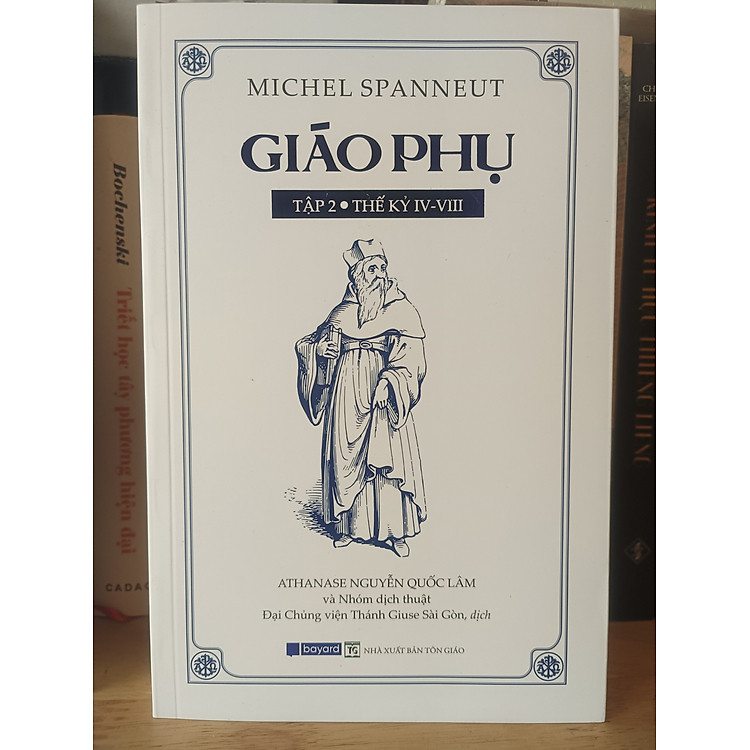 MICHEL SPANNEUT
GIÁO PHỤ
TẬP 2 • THẾ KỶ IV-VIII
ATHANASE NGUYỄN QUỐC LÂM
và Nhóm dịch thuật
Đại Chủng viện Thánh Giuse Sài Gòn, dịch
bayard TG NHÀ XUẤT BẢN TÔN GIÁO
Bochenski
Triết học tây phương hiện đại